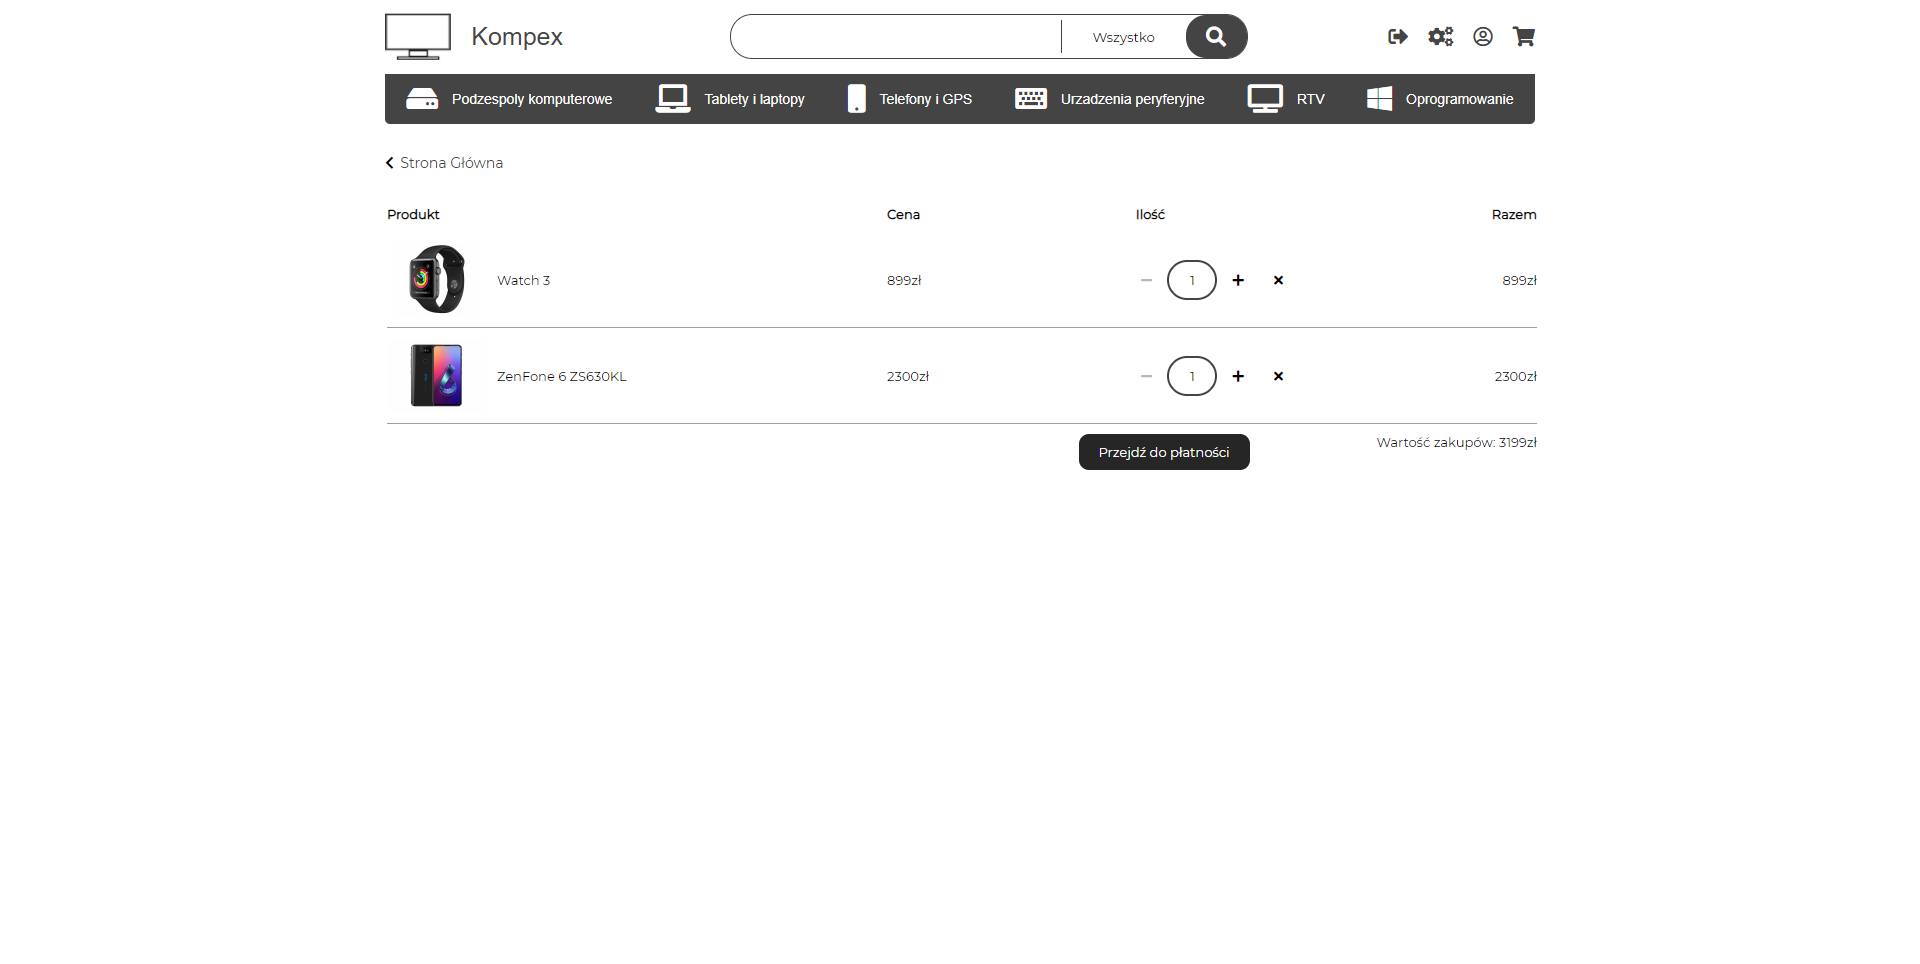 Kompex
Wszystko
Podzespoly komputerowe
Tablety i laptopy
Telefony i GPS
Urzadzenia peryferyjne
RTV
Oprogramowanie
Strona Główna
Produkt Cena Ilość Razem
Watch 3 899zł 1 899zł
ZenFone 6 ZS630KL 2300zł 1 2300zł
Przejdź do płatności
Wartość zakupów: 3199zł